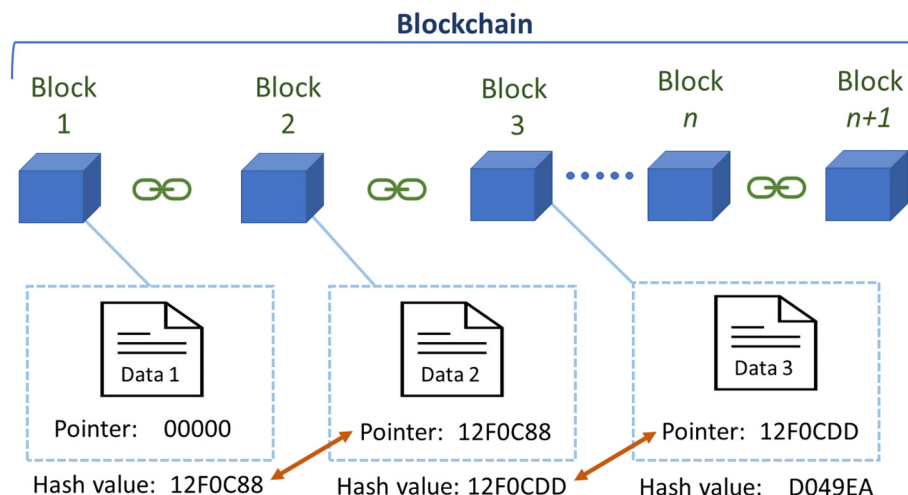 Blockchain
Block
1
Block
2
Block
3
Block
n
Block
n+1
Data 1
Data 2
Data 3
Pointer: 00000
Pointer: 12F0C88
Pointer: 12F0CDD
Hash value: 12F0C88
Hash value: 12F0CDD
Hash value: D049EA